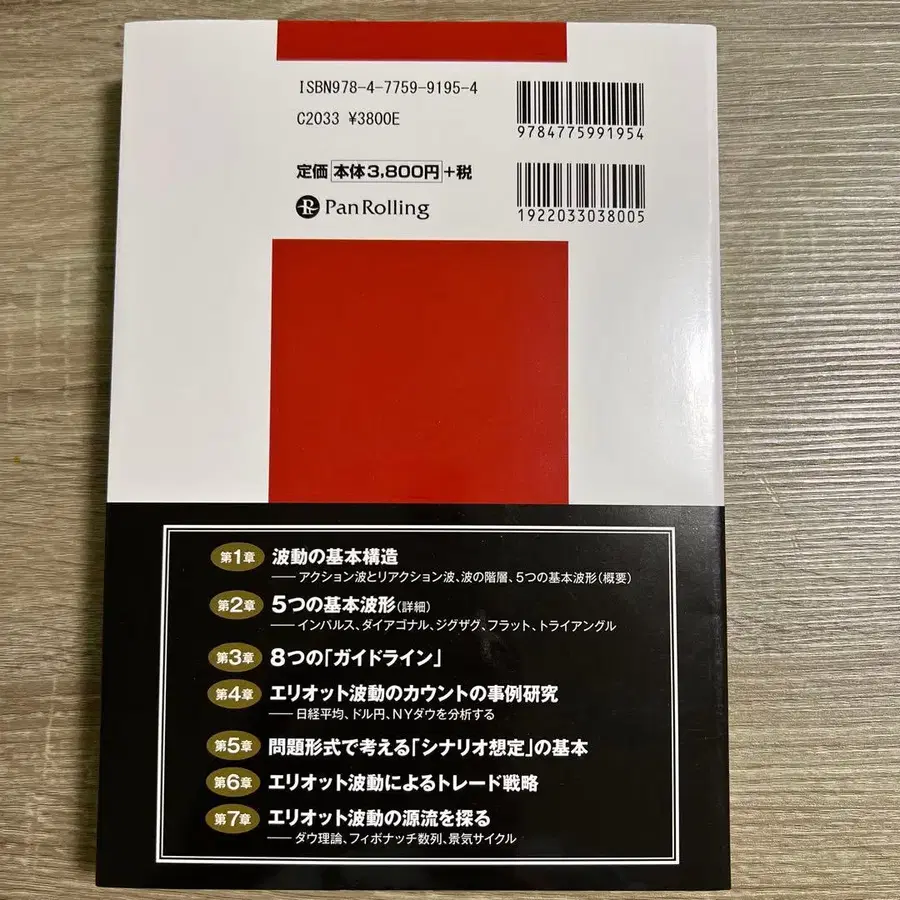 ISBN978-4-7759-9195-4
C2033 ¥3800E
9784775991954
定価 本体3,800円+税
PanRolling
1922033038005
第1章 波動の基本構造
――アクション波とリアクション波、波の階層、5つの基本波形(概要)
第2章 5つの基本波形(詳細)
――インパルス、ダイアゴナル、ジグザグ、フラット、トライアングル
第3章 8つの「ガイドライン」
第4章 エリオット波動のカウントの事例研究
――日経平均、ドル円、NYダウを分析する
第5章 問題形式で考える「シナリオ想定」の基本
第6章 エリオット波動によるトレード戦略
第7章 エリオット波動の源流を探る
――ダウ理論、フィボナッチ数列、景気サイクル